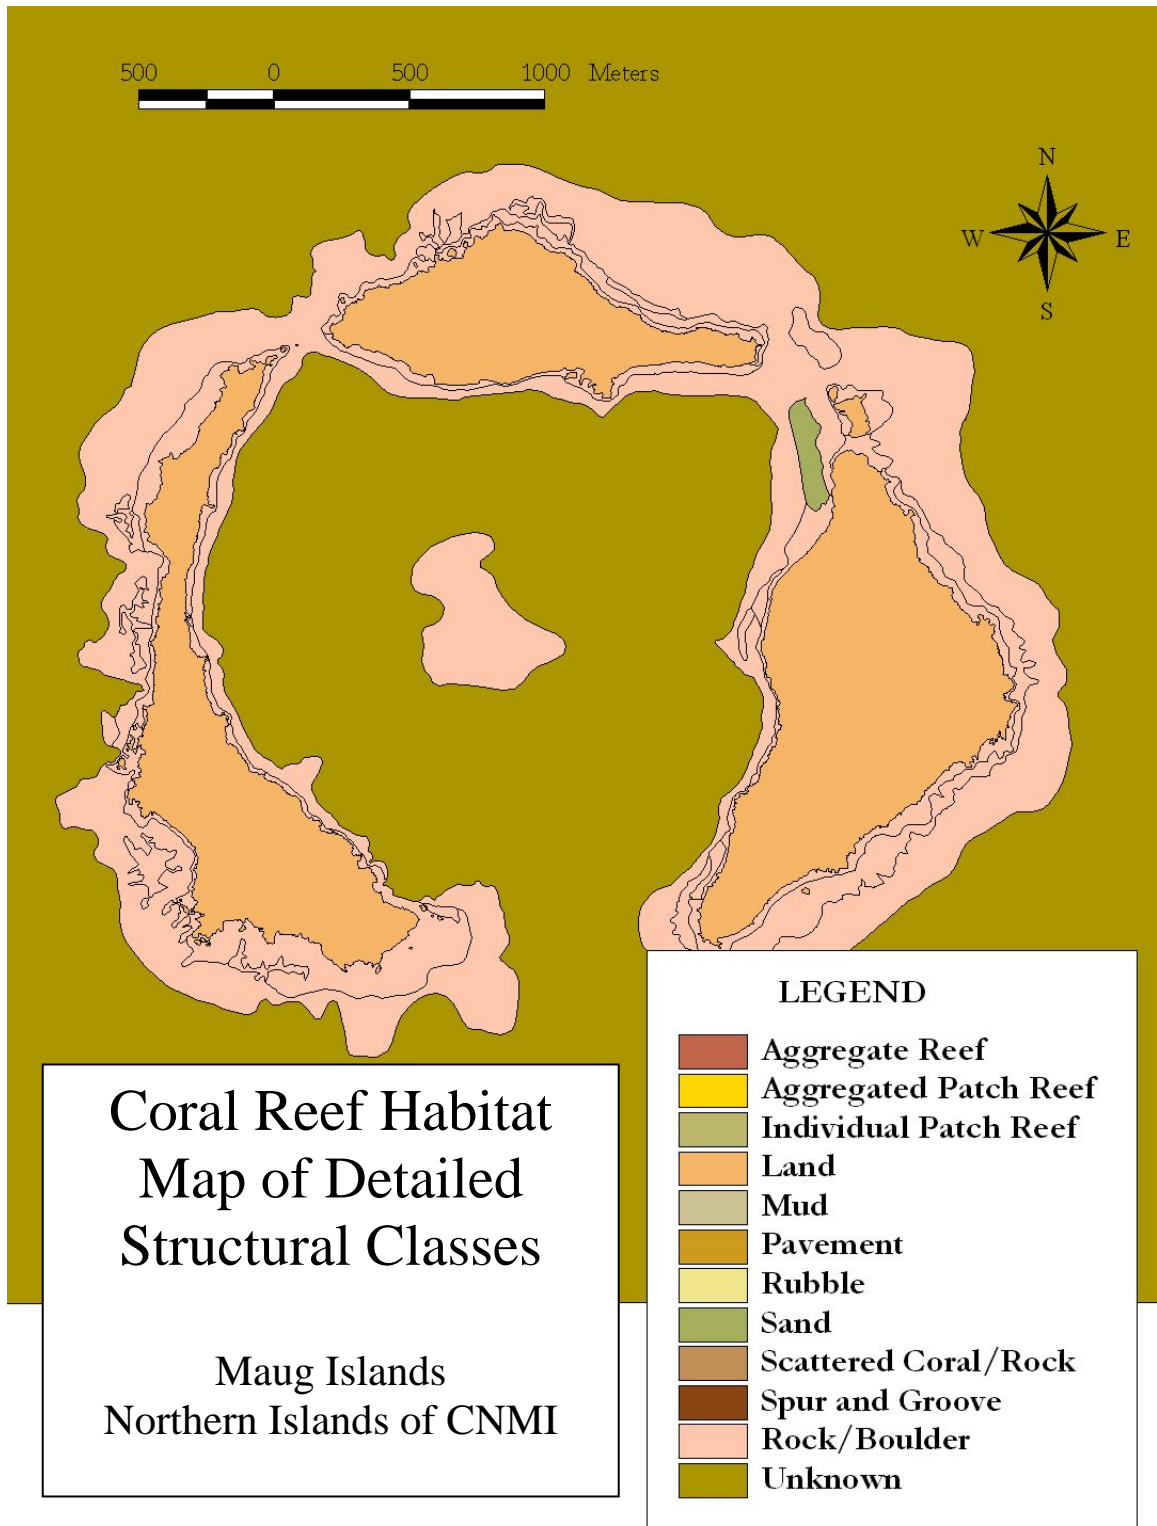 500 0 500 1000 Meters
N
W E
S
LEGEND
Aggregate Reef
Aggregated Patch Reef
Individual Patch Reef
Land
Mud
Pavement
Rubble
Sand
Scattered Coral/Rock
Spur and Groove
Rock/Boulder
Unknown
Coral Reef Habitat
Map of Detailed
Structural Classes
Maug Islands
Northern Islands of CNMI